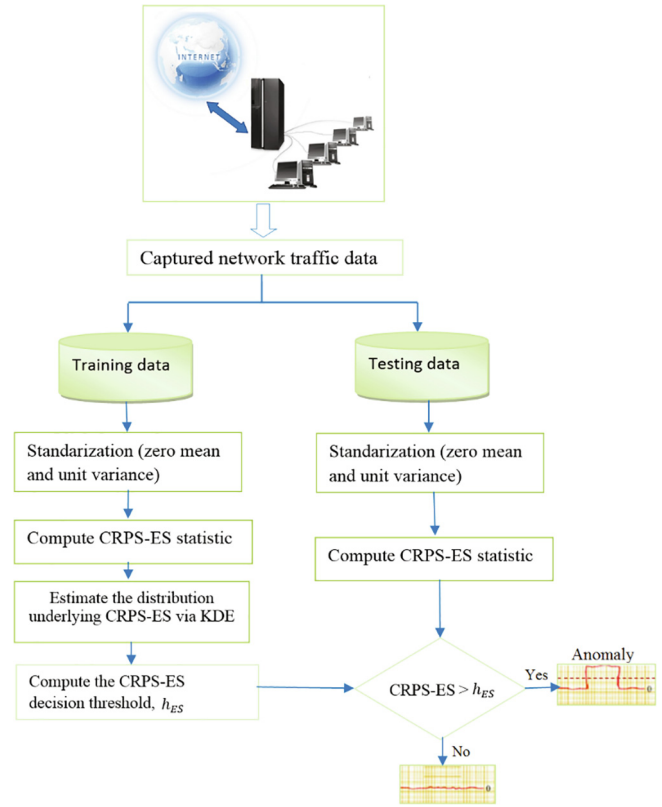 INTERNET
Captured network traffic data
Training data
Testing data
Standarization (zero mean
and unit variance)
Standarization (zero mean
and unit variance)
Compute CRPS-ES statistic
Compute CRPS-ES statistic
Estimate the distribution
underlying CRPS-ES via KDE
Compute the CRPS-ES
decision threshold, h_ES
CRPS-ES > h_ES
Yes
Anomaly
0
No
0